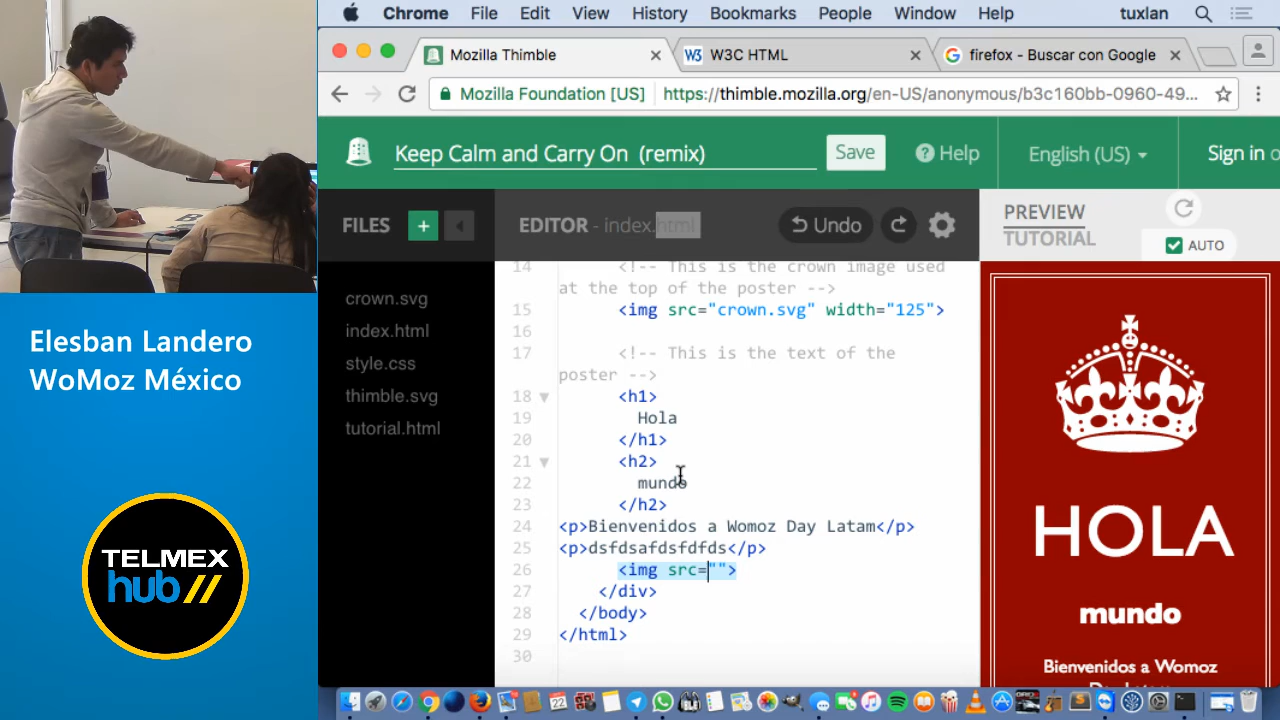 Chrome File Edit View History Bookmarks People Window Help tuxlan
Mozilla Thimble
W3C HTML
firefox - Buscar con Google
Mozilla Foundation [US] https://thimble.mozilla.org/en-US/anonymous/b3c160bb-0960-49...
Keep Calm and Carry On (remix)
Save
Help
English (US)
Sign in o
FILES
EDITOR - index.html
Undo
PREVIEW
TUTORIAL
AUTO
crown.svg
index.html
style.css
thimble.svg
tutorial.html
14 <!-- This is the crown image used
at the top of the poster -->
15 <img src="crown.svg" width="125">
16
17 <!-- This is the text of the
poster -->
18 <h1>
19 Hola
20 </h1>
21 <h2>
22 mundo
23 </h2>
24 <p>Bienvenidos a Womoz Day Latam</p>
25 <p>dsfdsafdsfdfds</p>
26 <img src="">
27 </div>
28 </body>
29 </html>
30
HOLA
mundo
Bienvenidos a Womoz
Elesban Landero
WoMoz México
TELMEX
hub